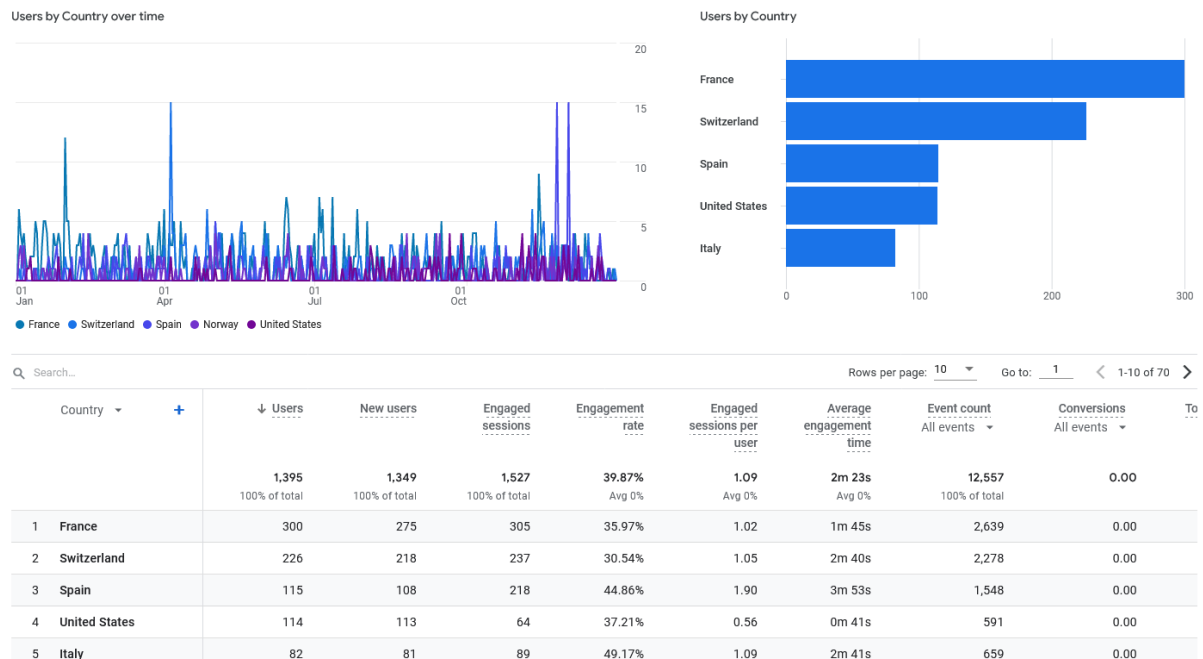 Users by Country over time
20
15
10
5
0
01 Jan
01 Apr
01 Jul
01 Oct
France Switzerland Spain Norway United States
Users by Country
France
Switzerland
Spain
United States
Italy
0 100 200 300
Search...
Rows per page: 10 Go to: 1 1-10 of 70
Country + Users New users Engaged sessions Engagement rate Engaged sessions per user Average engagement time Event count All events Conversions All events To
1,395 1,349 1,527 39.87% 1.09 2m 23s 12,557 0.00
100% of total 100% of total 100% of total Avg 0% Avg 0% Avg 0% 100% of total
1 France 300 275 305 35.97% 1.02 1m 45s 2,639 0.00
2 Switzerland 226 218 237 30.54% 1.05 2m 40s 2,278 0.00
3 Spain 115 108 218 44.86% 1.90 3m 53s 1,548 0.00
4 United States 114 113 64 37.21% 0.56 0m 41s 591 0.00
5 Italy 82 81 89 49.17% 1.09 2m 41s 659 0.00